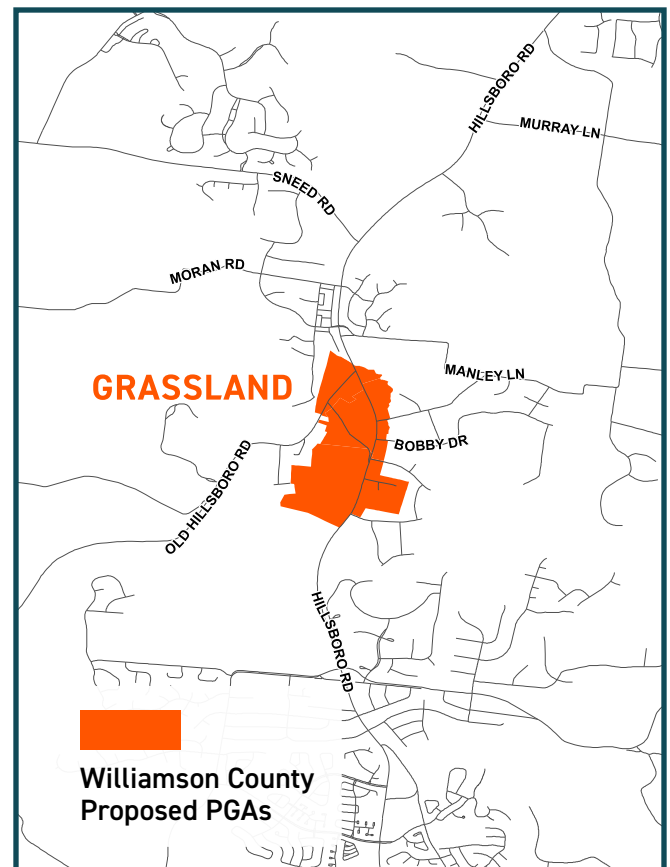 HILLSBORO RD
MURRAY LN
SNEED RD
MORAN RD
MANLEY LN
GRASSLAND
BOBBY DR
OLD HILLSBORO RD
HILLSBORO RD
Williamson County
Proposed PGAs